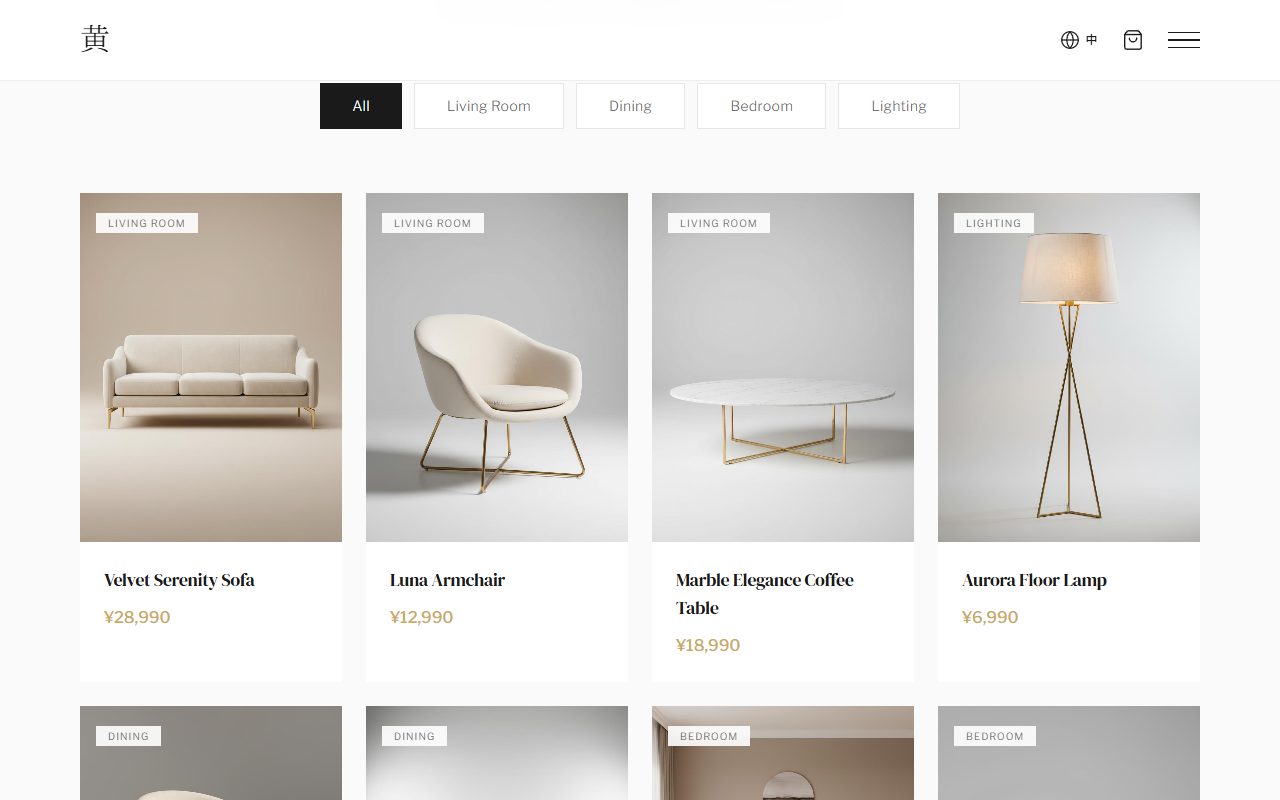 黄
中
All
Living Room
Dining
Bedroom
Lighting
LIVING ROOM
LIVING ROOM
LIVING ROOM
LIGHTING
Velvet Serenity Sofa
¥28,990
Luna Armchair
¥12,990
Marble Elegance Coffee
Table
¥18,990
Aurora Floor Lamp
¥6,990
DINING
DINING
BEDROOM
BEDROOM